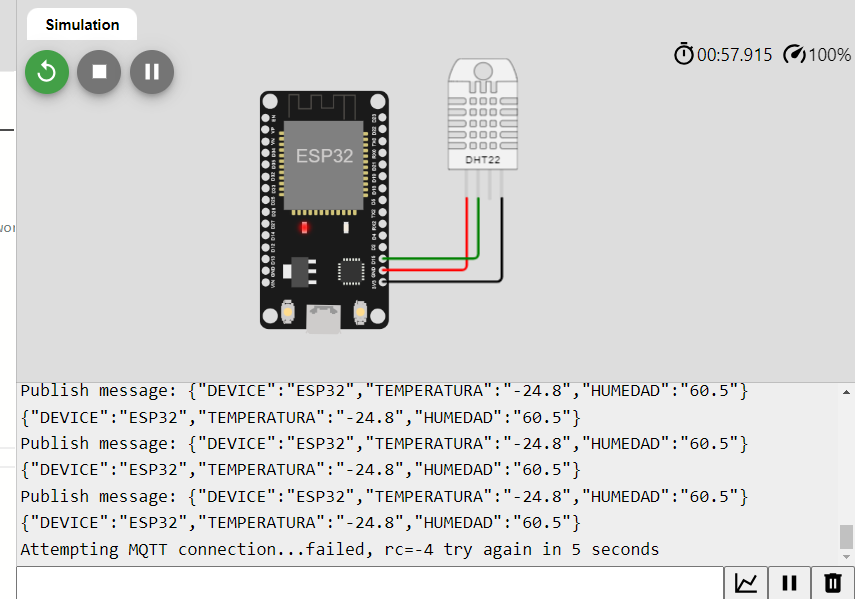 Simulation
00:57.915
100%
ESP32
DHT22
Publish message: {"DEVICE":"ESP32","TEMPERATURA":"-24.8","HUMEDAD":"60.5"}
{"DEVICE":"ESP32","TEMPERATURA":"-24.8","HUMEDAD":"60.5"}
Publish message: {"DEVICE":"ESP32","TEMPERATURA":"-24.8","HUMEDAD":"60.5"}
{"DEVICE":"ESP32","TEMPERATURA":"-24.8","HUMEDAD":"60.5"}
Publish message: {"DEVICE":"ESP32","TEMPERATURA":"-24.8","HUMEDAD":"60.5"}
{"DEVICE":"ESP32","TEMPERATURA":"-24.8","HUMEDAD":"60.5"}
Attempting MQTT connection...failed, rc=-4 try again in 5 seconds